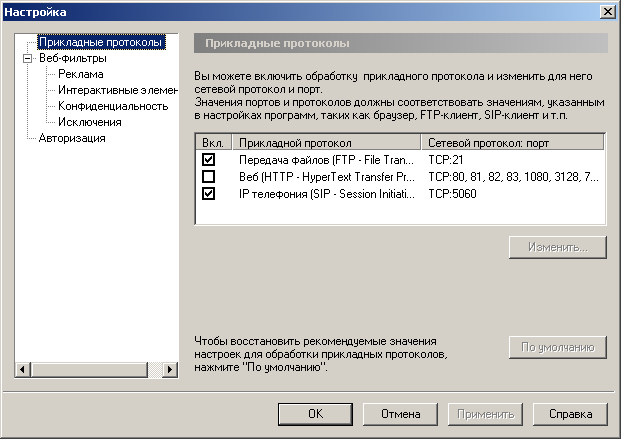 Настройка
Прикладные протоколы
Веб-фильтры
Реклама
Интерактивные элемен
Конфиденциальность
Исключения
Авторизация
Прикладные протоколы
Вы можете включить обработку прикладного протокола и изменить для него
сетевой протокол и порт.
Значения портов и протоколов должны соответствовать значениям, указанным
в настройках программ, таких как браузер, FTP-клиент, SIP-клиент и т.п.
Вкл. Прикладной протокол Сетевой протокол: порт
Передача файлов (FTP - File Tran... TCP:21
Веб (HTTP - HyperText Transfer Pr... TCP:80, 81, 82, 83, 1080, 3128, 7...
IP телефония (SIP - Session Initiati... TCP:5060
Изменить...
Чтобы восстановить рекомендуемые значения
настроек для обработки прикладных протоколов,
нажмите "По умолчанию".
По умолчанию
OK Отмена Применить Справка